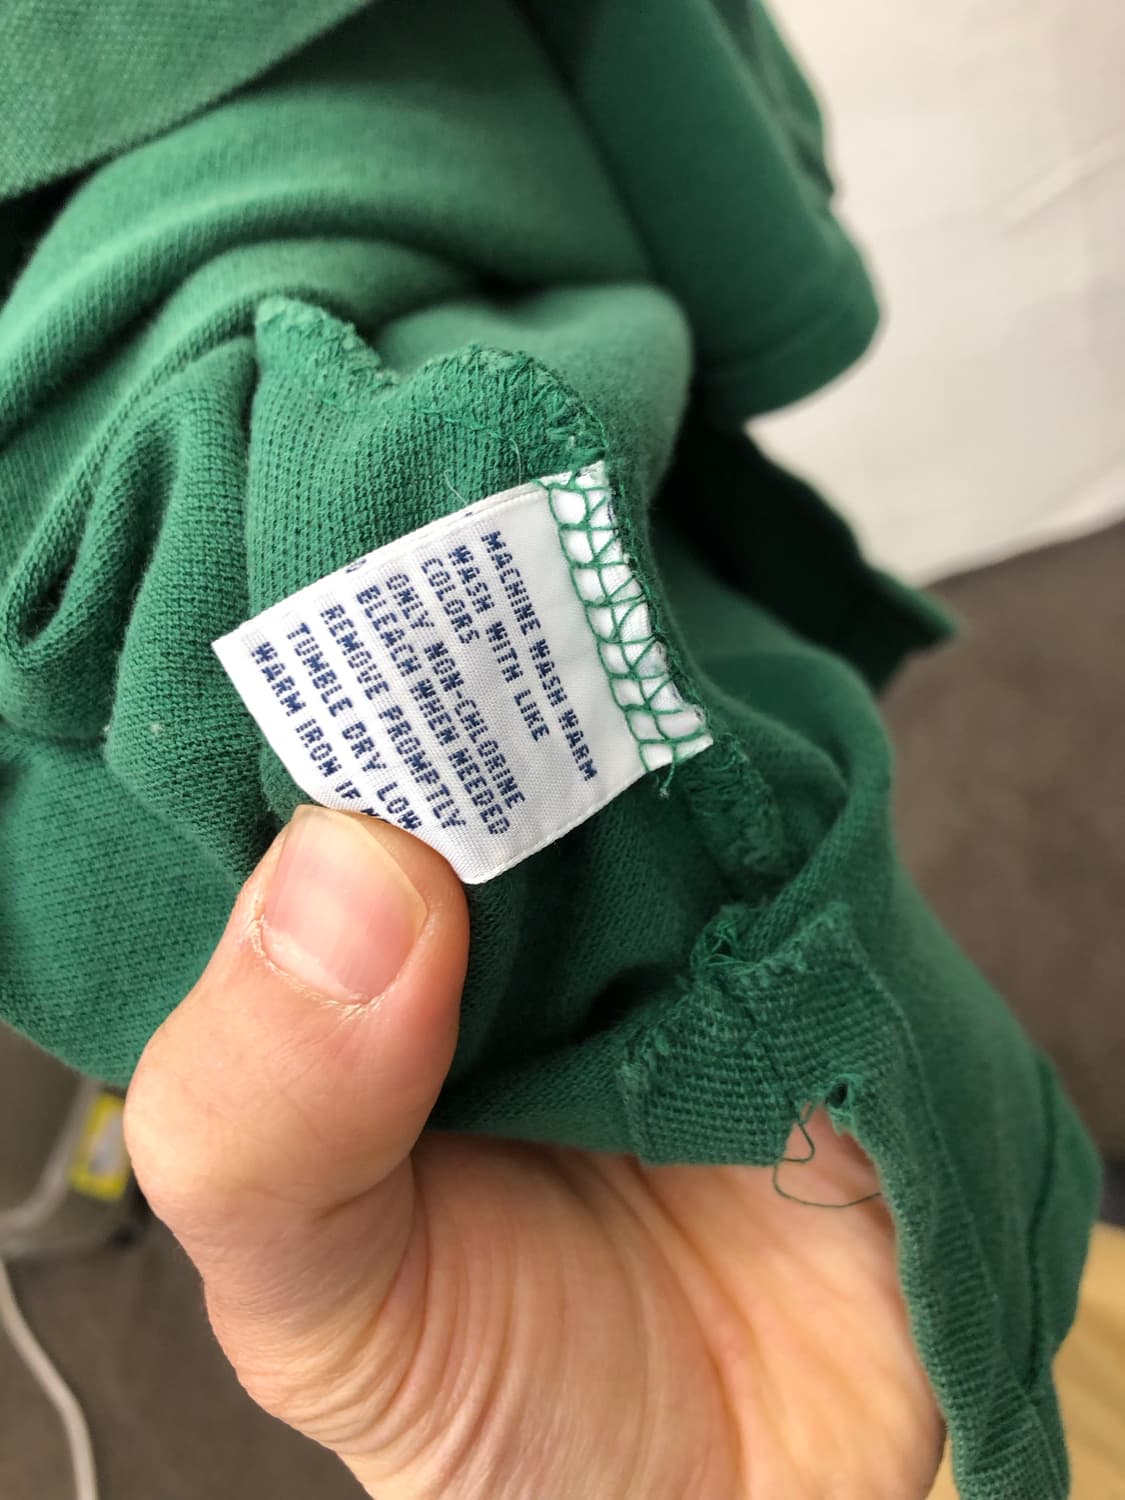 MACHINE WASH WARM
WASH WITH LIKE
COLORS
ONLY NON-CHLORINE
BLEACH WHEN NEEDED
REMOVE PROMPTLY
TUMBLE DRY LOW
WARM IRON IF